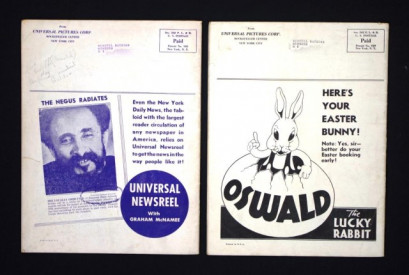 From
UNIVERSAL PICTURES CORP.
ROCKEFELLER CENTER
NEW YORK CITY
Paid
THE NEGUS RADIATES
Even the New York
Daily News, the tab-
loid with the largest
reader circulation of
any newspaper in
America, relies on
Universal Newsreel
to get the news in the
way people like it!
UNIVERSAL
NEWSREEL
With
GRAHAM McNAMEE
From
UNIVERSAL PICTURES CORP.
ROCKEFELLER CENTER
NEW YORK CITY
Paid
HERE'S
YOUR
EASTER
BUNNY!
Note: Yes, sir—
better do your
Easter booking
early!
OSWALD
The
LUCKY
RABBIT